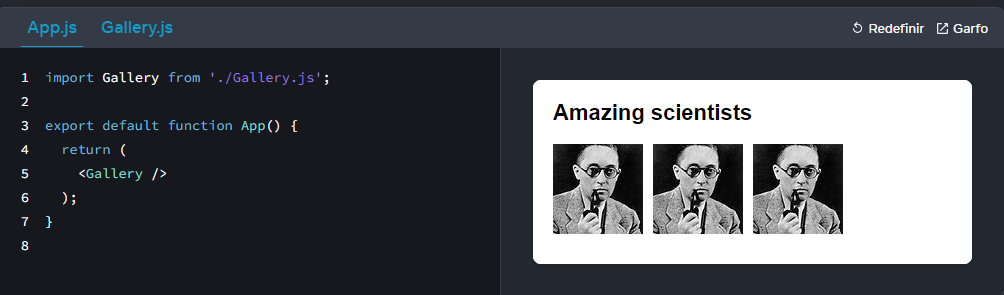 App.js Gallery.js Redefinir Garfo
1 import Gallery from './Gallery.js';
2
3 export default function App() {
4 return (
5 <Gallery />
6 );
7 }
8
Amazing scientists